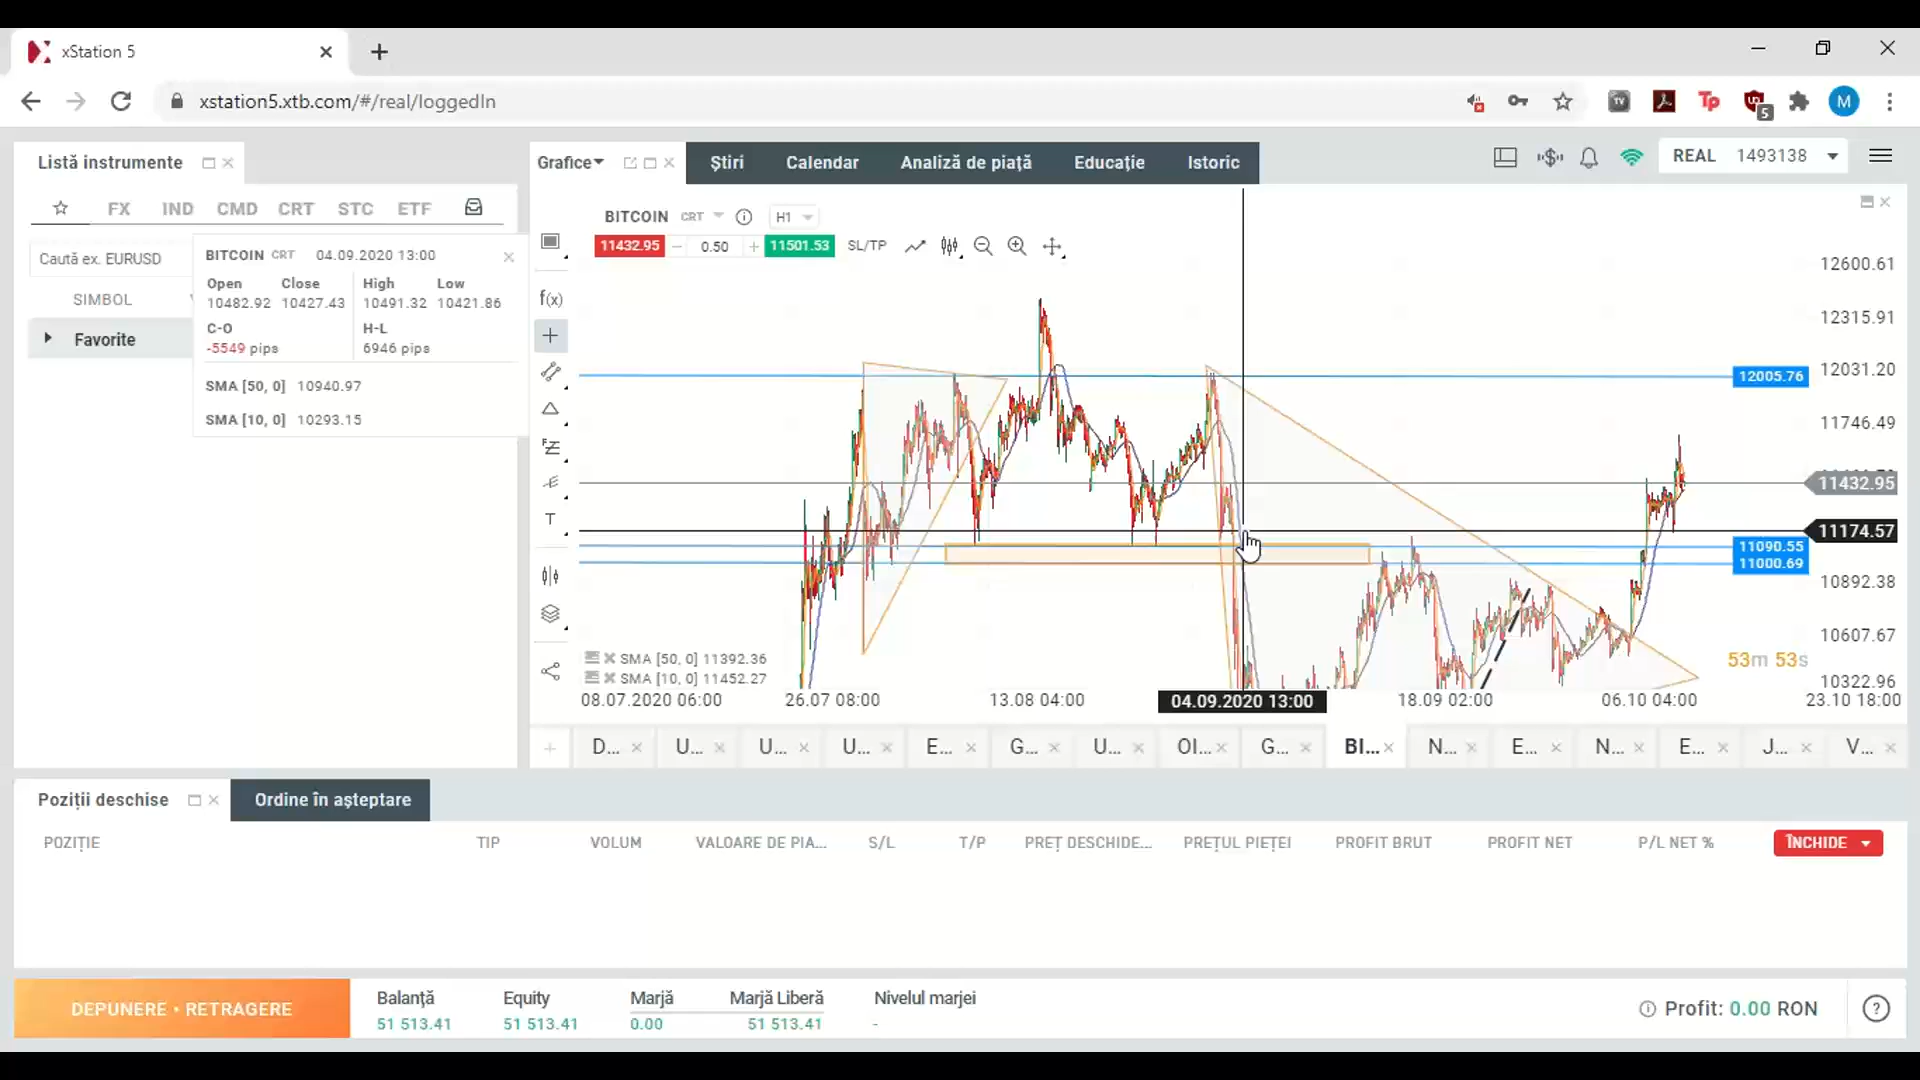 xStation 5
xstation5.xtb.com/#/real/loggedIn
TV
Tp
5
M
Listă instrumente
Grafice
Știri
Calendar
Analiză de piață
Educație
Istoric
REAL 1493138
FX IND CMD CRT STC ETF
Caută ex. EURUSD
SIMBOL
Favorite
BITCOIN CRT 04.09.2020 13:00
Open Close High Low
10482.92 10427.43 10491.32 10421.86
C-O H-L
-5549 pips 6946 pips
SMA [50, 0] 10940.97
SMA [10, 0] 10293.15
BITCOIN CRT H1
11432.95 0.50 11501.53 SL/TP
f(x)
T
12600.61
12315.91
12031.20
12005.76
11746.49
11432.95
11174.57
11090.55
11000.69
10892.38
10607.67
53m 53s
10322.96
SMA [50, 0] 11392.36
SMA [10, 0] 11452.27
08.07.2020 06:00 26.07 08:00 13.08 04:00 04.09.2020 13:00 18.09 02:00 06.10 04:00 23.10 18:00
D... U... U... U... E... G... U... OI... G... BI... N... E... N... E... J... V...
Poziții deschise
Ordine în așteptare
POZIȚIE TIP VOLUM VALOARE DE PIA... S/L T/P PREȚ DESCHIDE... PREȚUL PIEȚEI PROFIT BRUT PROFIT NET P/L NET % ÎNCHIDE
DEPUNERE • RETRAGERE
Balanță Equity Marjă Marjă Liberă Nivelul marjei
51 513.41 51 513.41 0.00 51 513.41 -
Profit: 0.00 RON